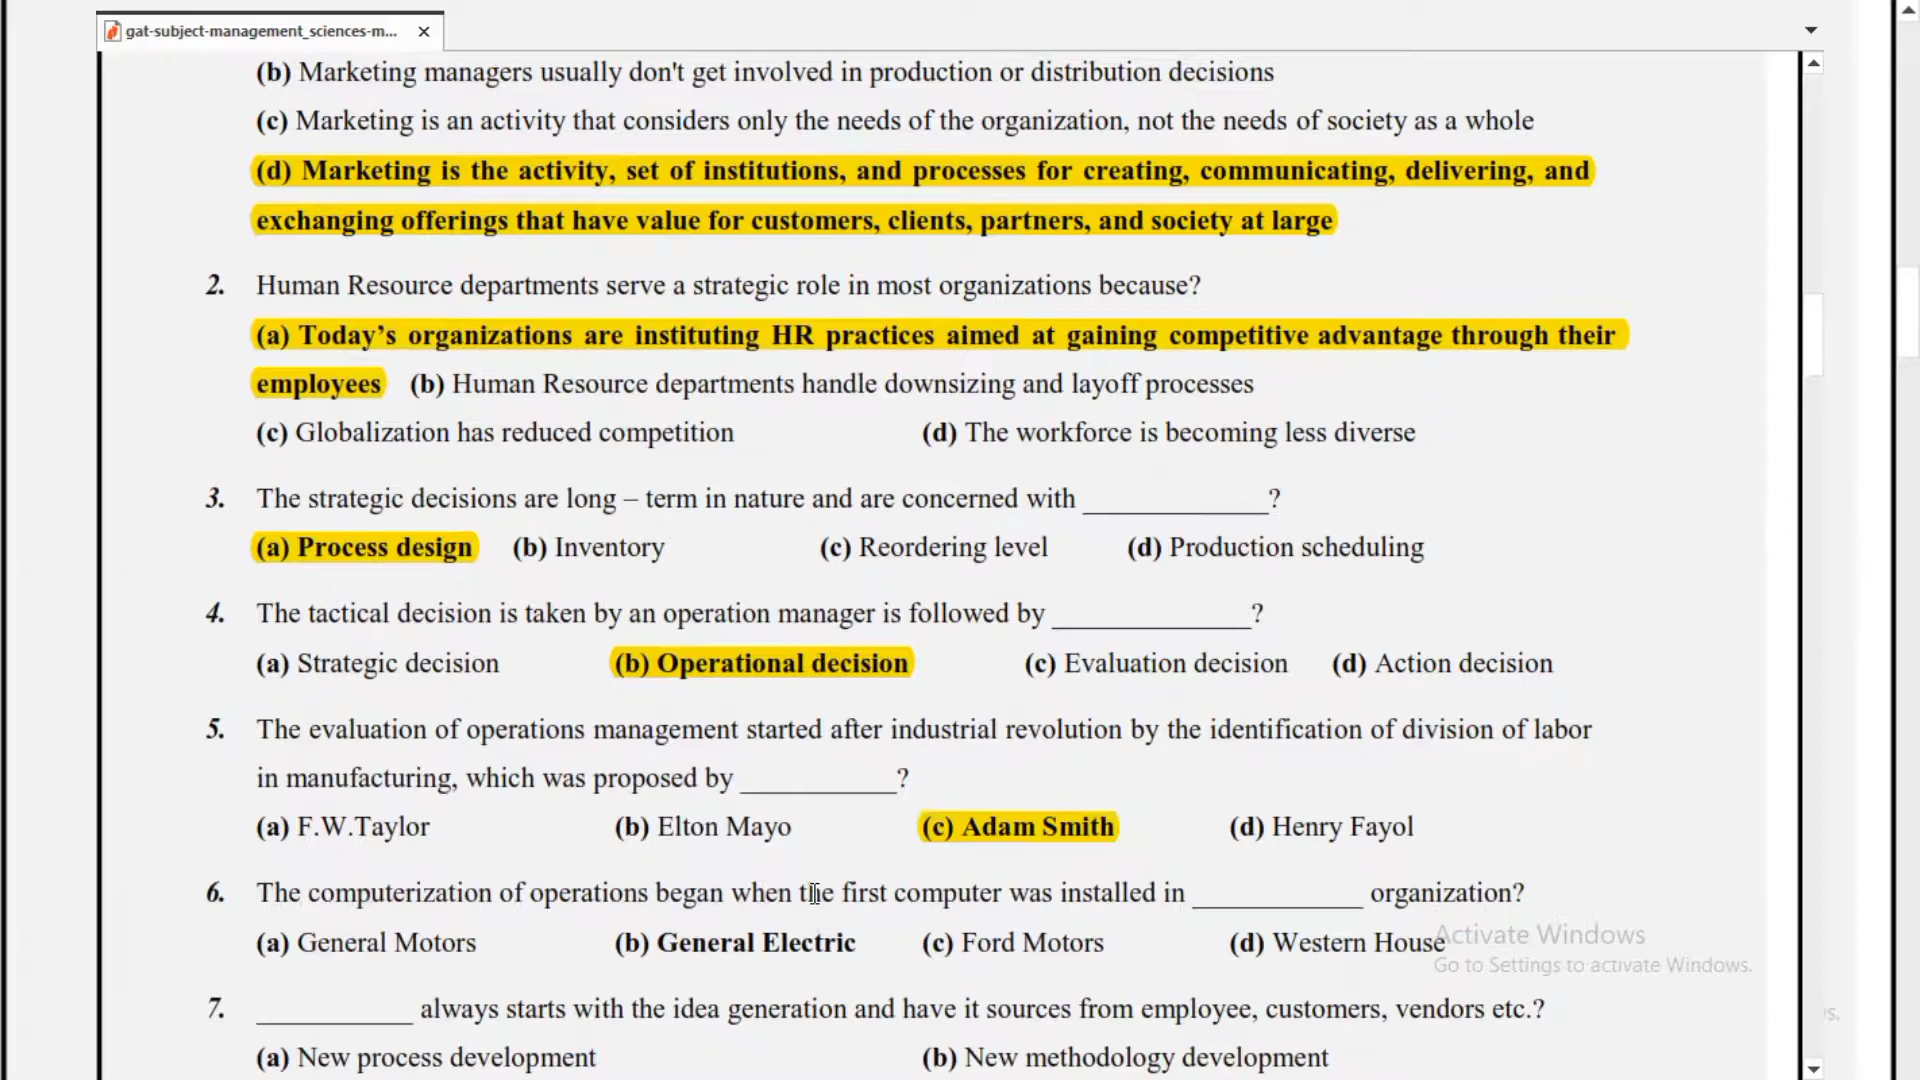 gat-subject-management_sciences-m...
(b) Marketing managers usually don't get involved in production or distribution decisions
(c) Marketing is an activity that considers only the needs of the organization, not the needs of society as a whole
(d) Marketing is the activity, set of institutions, and processes for creating, communicating, delivering, and
exchanging offerings that have value for customers, clients, partners, and society at large
2. Human Resource departments serve a strategic role in most organizations because?
(a) Today’s organizations are instituting HR practices aimed at gaining competitive advantage through their
employees (b) Human Resource departments handle downsizing and layoff processes
(c) Globalization has reduced competition (d) The workforce is becoming less diverse
3. The strategic decisions are long – term in nature and are concerned with _____________?
(a) Process design (b) Inventory (c) Reordering level (d) Production scheduling
4. The tactical decision is taken by an operation manager is followed by ______________?
(a) Strategic decision (b) Operational decision (c) Evaluation decision (d) Action decision
5. The evaluation of operations management started after industrial revolution by the identification of division of labor
in manufacturing, which was proposed by ___________?
(a) F.W.Taylor (b) Elton Mayo (c) Adam Smith (d) Henry Fayol
6. The computerization of operations began when the first computer was installed in ____________ organization?
(a) General Motors (b) General Electric (c) Ford Motors (d) Western House
Activate Windows
Go to Settings to activate Windows.
7. ___________ always starts with the idea generation and have it sources from employee, customers, vendors etc.?
(a) New process development (b) New methodology development